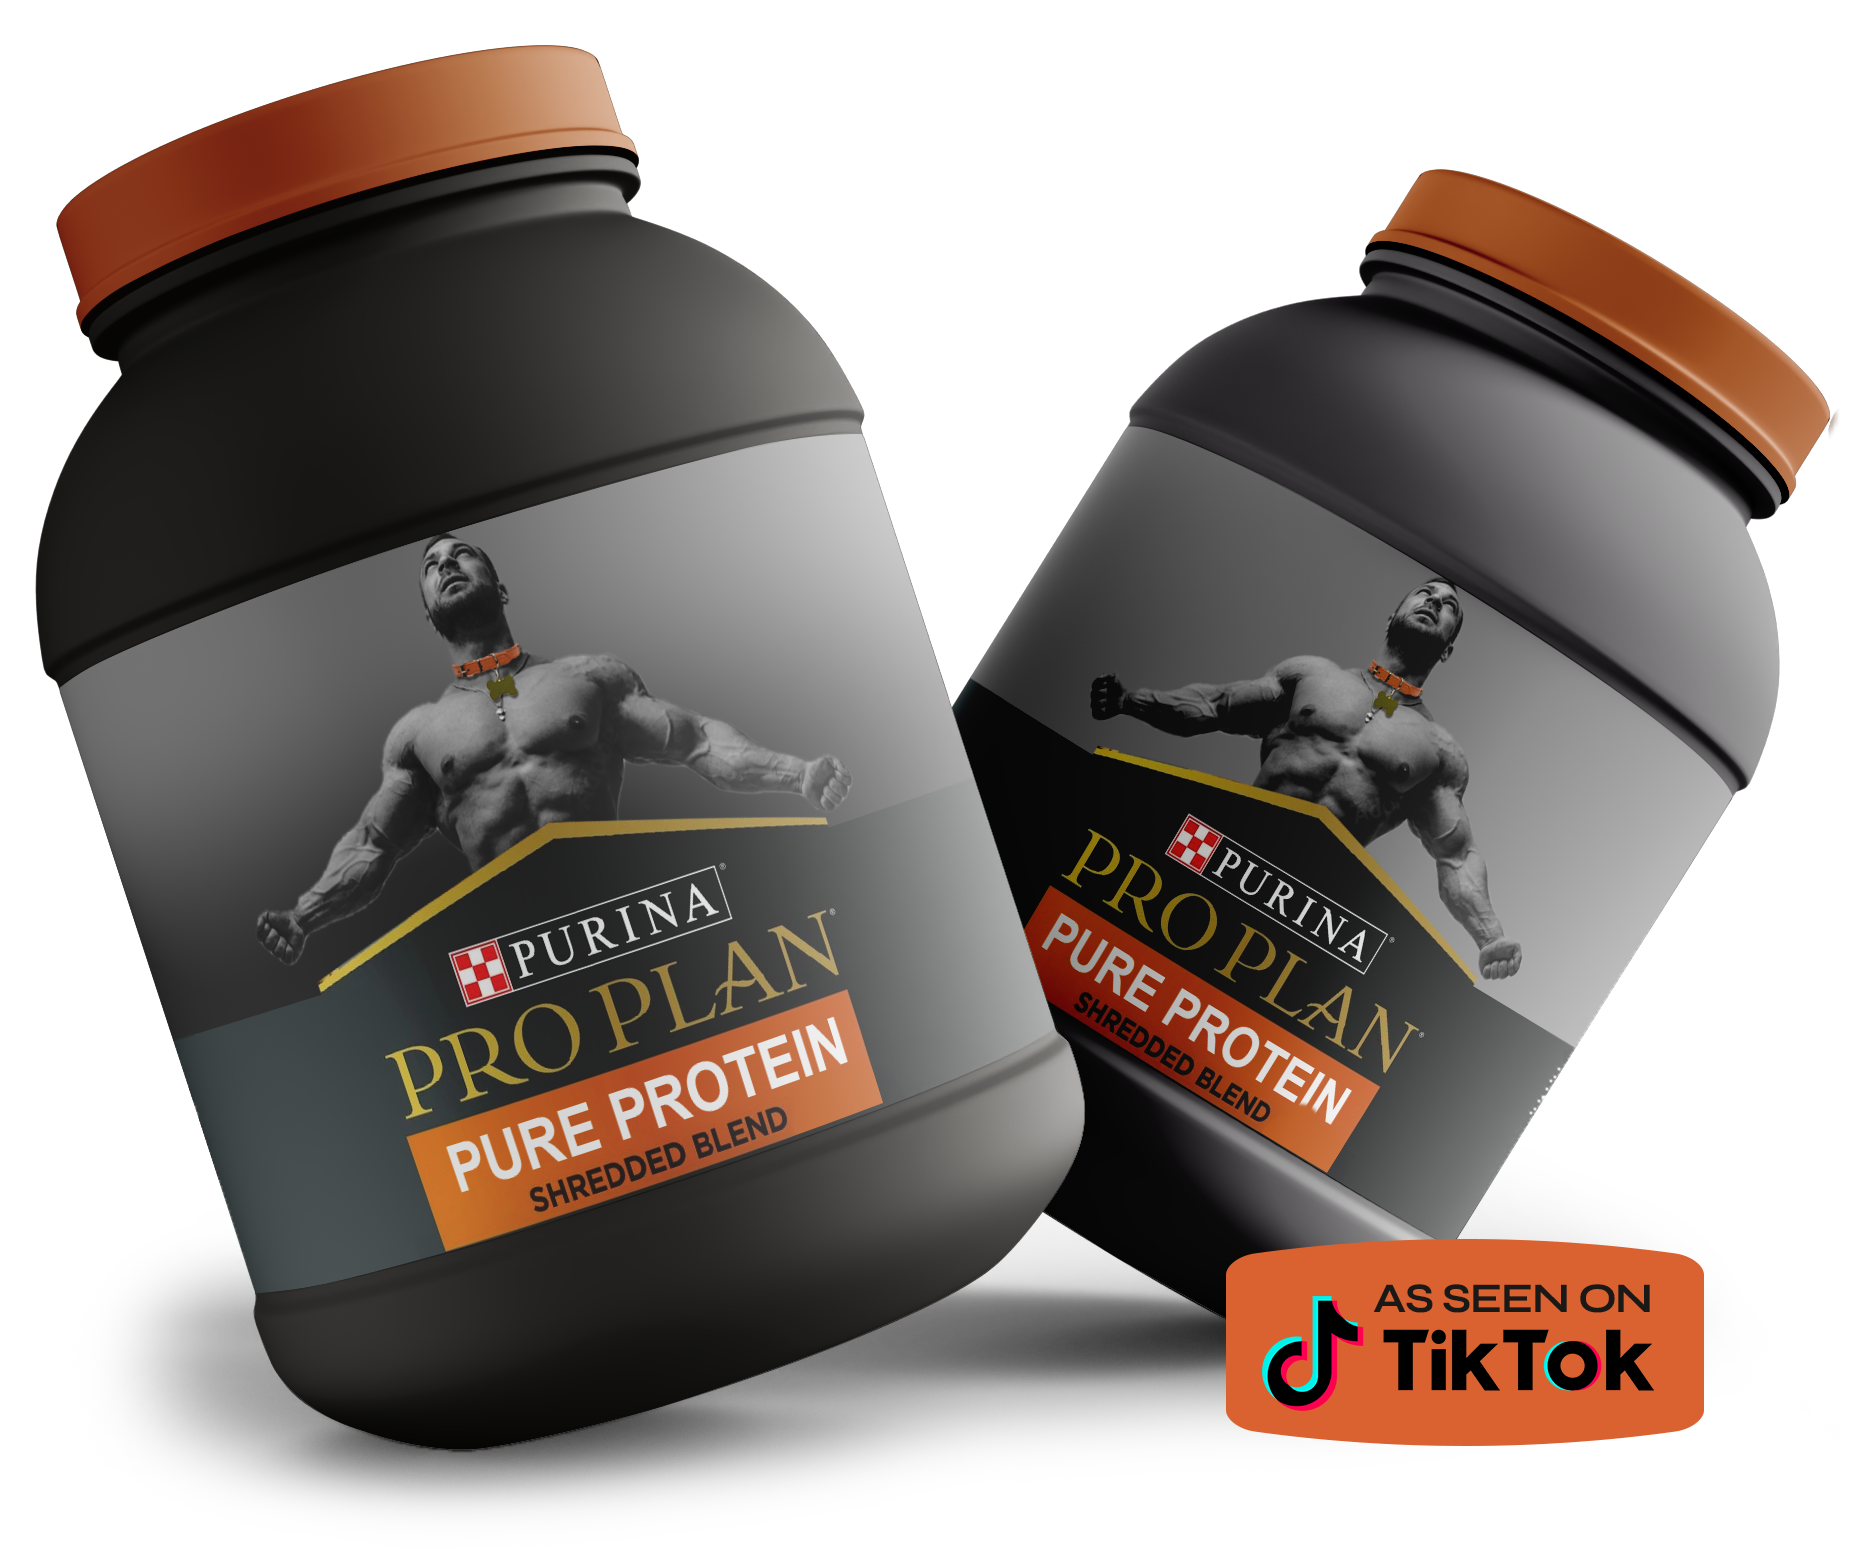 PURINA®
PRO PLAN®
PURE PROTEIN
SHREDDED BLEND
PURINA®
PRO PLAN®
PURE PROTEIN
SHREDDED BLEND
AS SEEN ON
TikTok